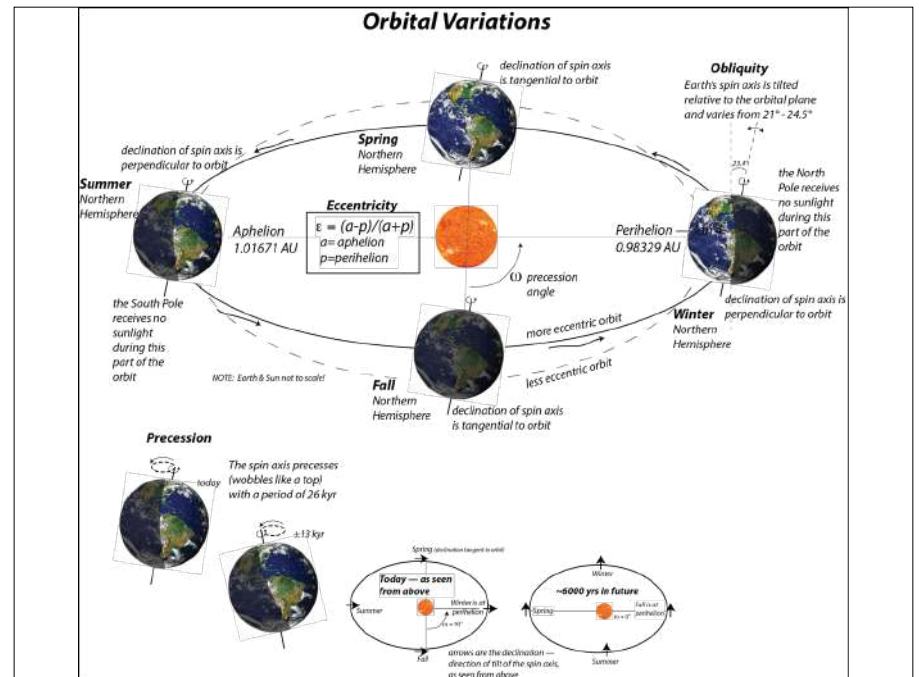 Orbital Variations
declination of spin axis
is tangential to orbit
Obliquity
Earth's spin axis is tilted
relative to the orbital plane
and varies from 21° - 24.5°
23.4°
declination of spin axis is
perpendicular to orbit
Spring
Northern
Hemisphere
the North
Pole receives
no sunlight
during this
part of the
orbit
Summer
Northern
Hemisphere
Aphelion
1.01671 AU
Eccentricity
ε = (a-p)/(a+p)
a= aphelion
p=perihelion
Perihelion
0.98329 AU
ω precession
angle
the South Pole
receives no
sunlight
during this
part of the
orbit
declination of spin axis is
perpendicular to orbit
Winter
Northern
Hemisphere
more eccentric orbit
less eccentric orbit
NOTE: Earth & Sun not to scale!
Fall
Northern
Hemisphere
declination of spin axis
is tangential to orbit
Precession
today
The spin axis precesses
(wobbles like a top)
with a period of 26 kyr
±13 kyr
Spring (declination tangent to orbit)
Today — as seen
from above
Summer
Winter is at
perihelion
Fall
arrows are the declination —
direction of tilt of the spin axis,
as seen from above
Winter
~6000 yrs in future
Spring
Fall is at
perihelion
Summer